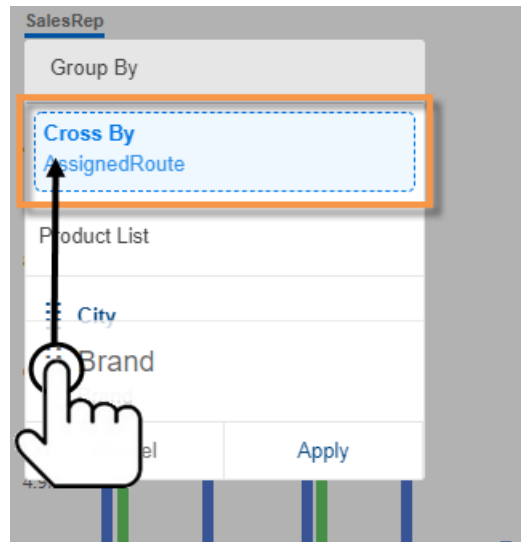 SalesRep
Group By
Cross By
AssignedRoute
Product List
City
Brand
Apply